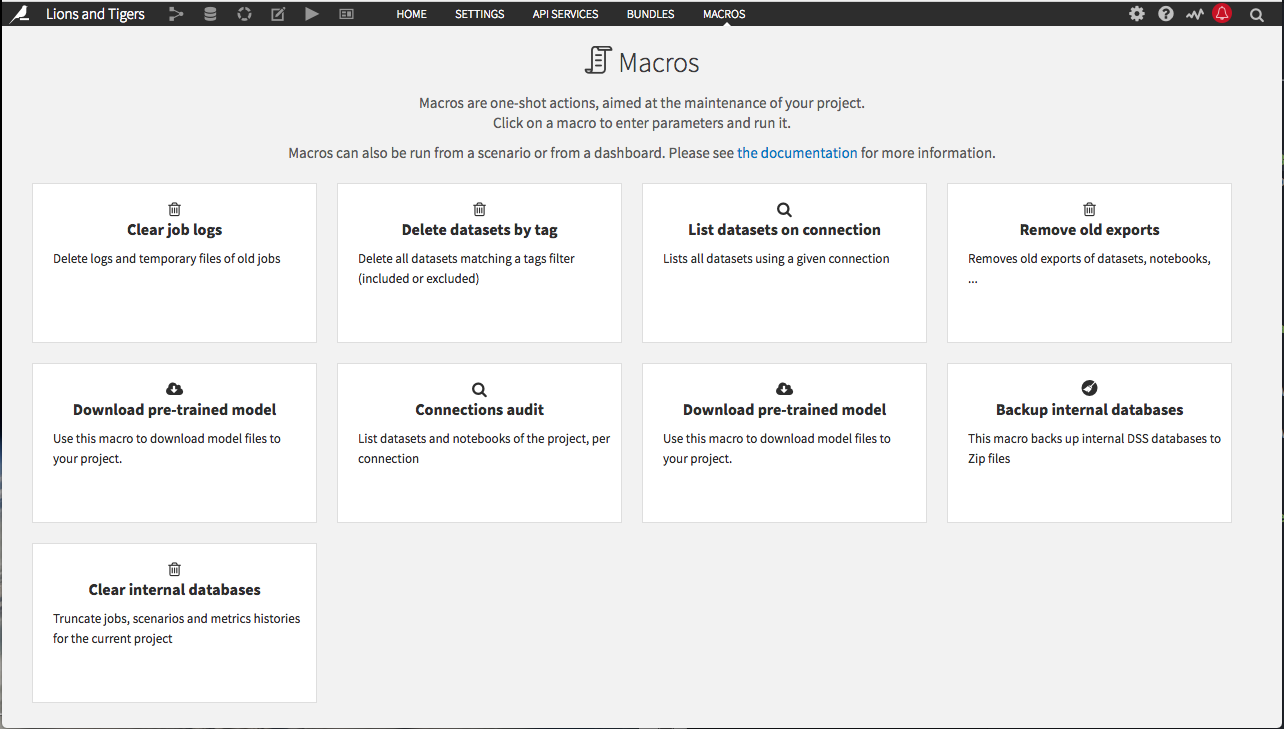 Lions and Tigers HOME SETTINGS API SERVICES BUNDLES MACROS
Macros
Macros are one-shot actions, aimed at the maintenance of your project.
Click on a macro to enter parameters and run it.
Macros can also be run from a scenario or from a dashboard. Please see the documentation for more information.
Clear job logs
Delete logs and temporary files of old jobs
Delete datasets by tag
Delete all datasets matching a tags filter
(included or excluded)
List datasets on connection
Lists all datasets using a given connection
Remove old exports
Removes old exports of datasets, notebooks,
...
Download pre-trained model
Use this macro to download model files to
your project.
Connections audit
List datasets and notebooks of the project, per
connection
Download pre-trained model
Use this macro to download model files to
your project.
Backup internal databases
This macro backs up internal DSS databases to
Zip files
Clear internal databases
Truncate jobs, scenarios and metrics histories
for the current project